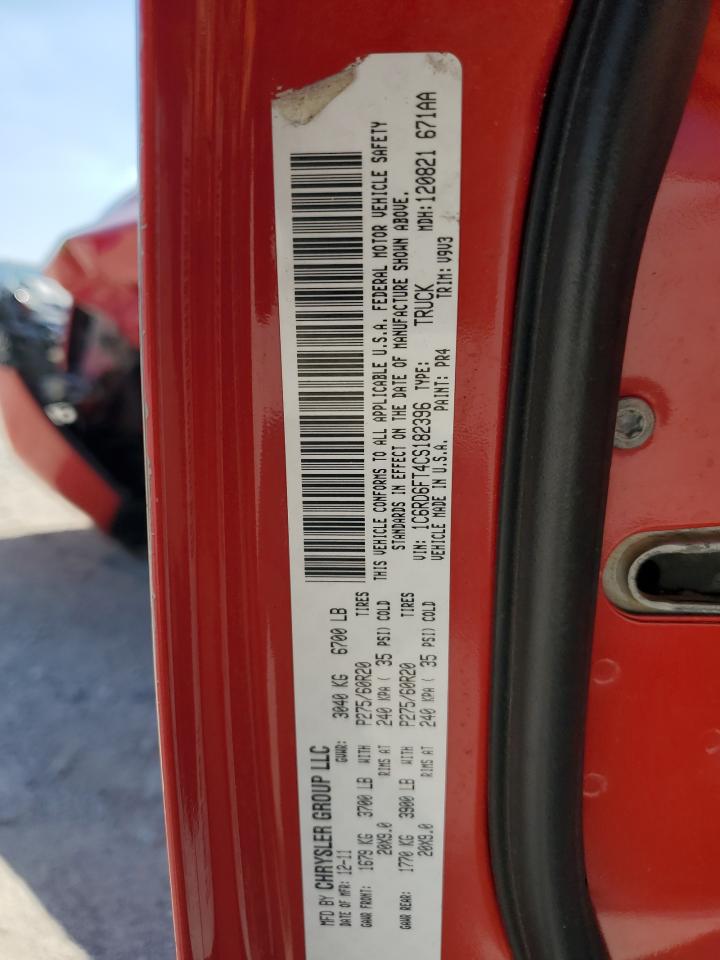 MFD BY CHRYSLER GROUP LLC
DATE OF MFR: 12-11 GVWR: 3040 KG 6700 LB
GAWR FRONT: 1679 KG 3700 LB WITH P275/60R20 TIRES
20X9.0 RIMS AT 240 KPA ( 35 PSI) COLD
GAWR REAR: 1770 KG 3900 LB WITH P275/60R20 TIRES
20X9.0 RIMS AT 240 KPA ( 35 PSI) COLD
THIS VEHICLE CONFORMS TO ALL APPLICABLE U.S.A. FEDERAL MOTOR VEHICLE SAFETY
STANDARDS IN EFFECT ON THE DATE OF MANUFACTURE SHOWN ABOVE.
VIN: 1C6RD6FT4CS182396 TYPE: TRUCK MDH: 120821 671AA
VEHICLE MADE IN U.S.A. PAINT: PR4 TRIM: V9V3